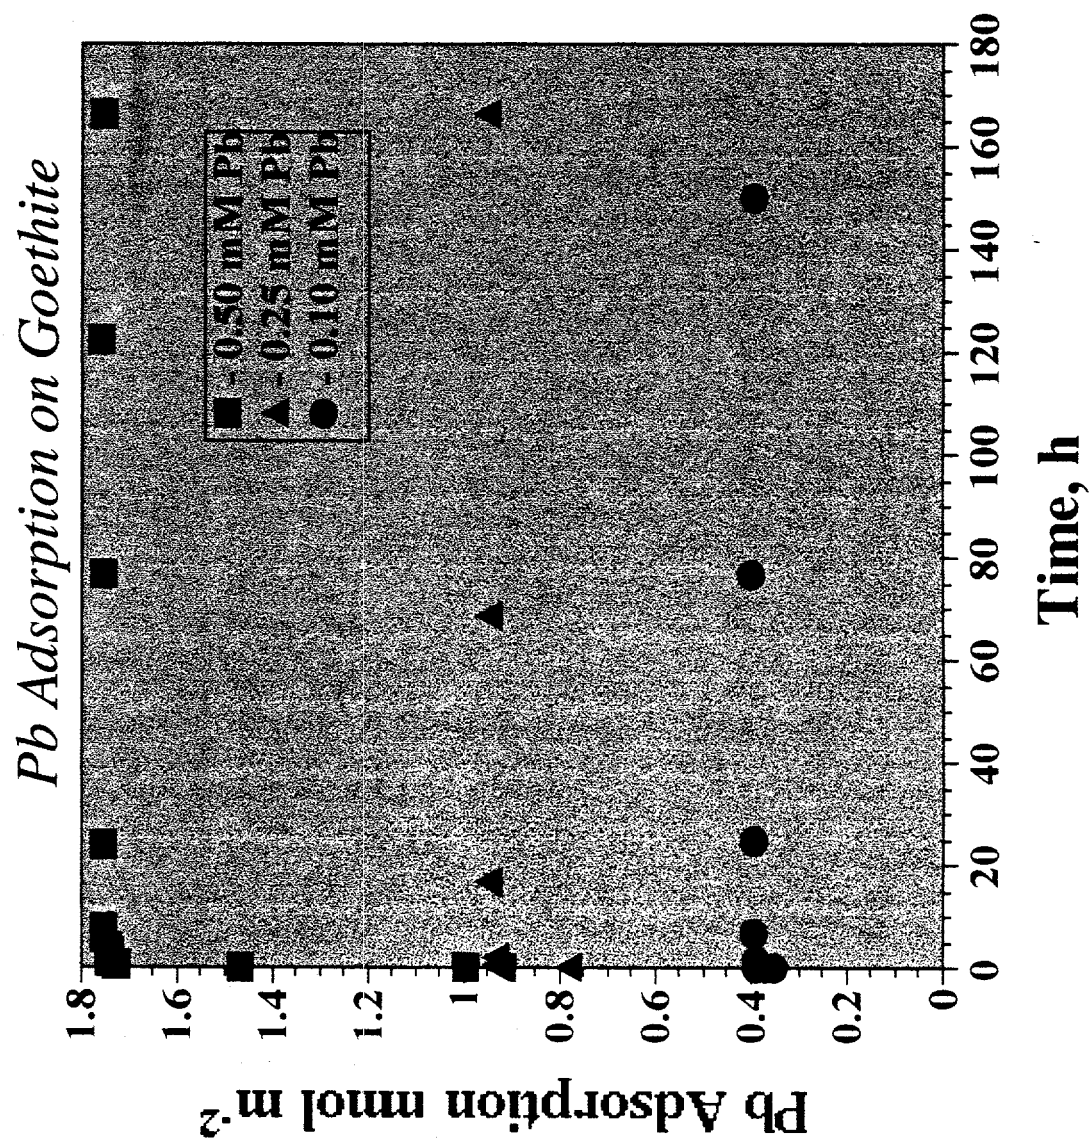 Pb Adsorption on Goethite
Pb Adsorption nmol m-2
1.8
1.6
1.4
1.2
1
0.8
0.6
0.4
0.2
0
■ - 0.50 mM Pb
▲ - 0.25 mM Pb
● - 0.10 mM Pb
0 20 40 60 80 100 120 140 160 180
Time, h